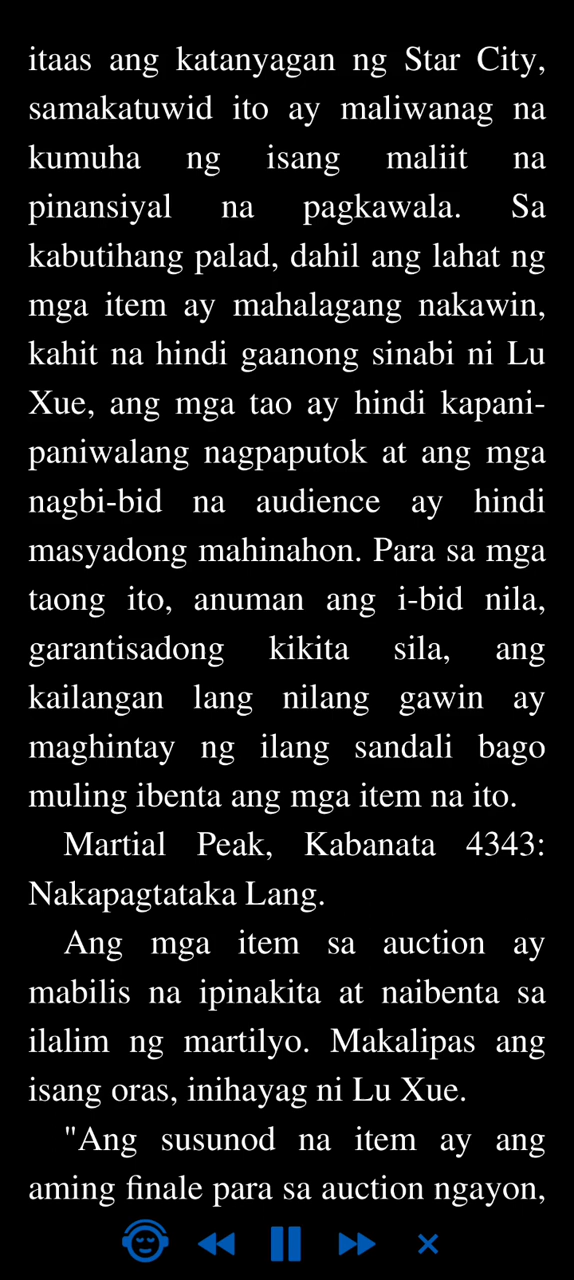 itaas ang katanyagan ng Star City,
samakatuwid ito ay maliwanag na
kumuha ng isang maliit na
pinansiyal na pagkawala. Sa
kabutihang palad, dahil ang lahat ng
mga item ay mahalagang nakawin,
kahit na hindi gaanong sinabi ni Lu
Xue, ang mga tao ay hindi kapani-
paniwalang nagpaputok at ang mga
nagbi-bid na audience ay hindi
masyadong mahinahon. Para sa mga
taong ito, anuman ang i-bid nila,
garantisadong kikita sila, ang
kailangan lang nilang gawin ay
maghintay ng ilang sandali bago
muling ibenta ang mga item na ito.
Martial Peak, Kabanata 4343:
Nakapagtataka Lang.
Ang mga item sa auction ay
mabilis na ipinakita at naibenta sa
ilalim ng martilyo. Makalipas ang
isang oras, inihayag ni Lu Xue.
"Ang susunod na item ay ang
aming finale para sa auction ngayon,